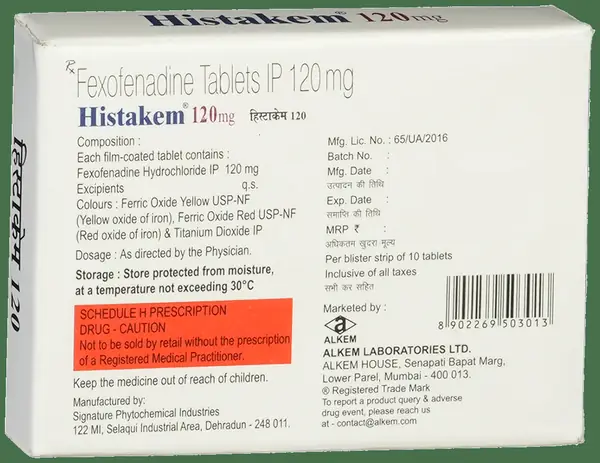 Histakem® 120mg
Rx
Fexofenadine Tablets IP 120 mg
Histakem® 120mg हिस्टाकेम 120
Composition :
Each film-coated tablet contains :
Fexofenadine Hydrochloride IP 120 mg
Excipients q.s.
Colours : Ferric Oxide Yellow USP-NF
(Yellow oxide of iron), Ferric Oxide Red USP-NF
(Red oxide of iron) & Titanium Dioxide IP
Dosage : As directed by the Physician.
Storage : Store protected from moisture,
at a temperature not exceeding 30°C
SCHEDULE H PRESCRIPTION
DRUG - CAUTION
Not to be sold by retail without the prescription
of a Registered Medical Practitioner.
Keep the medicine out of reach of children.
Manufactured by:
Signature Phytochemical Industries
122 MI, Selaqui Industrial Area, Dehradun - 248 011.
Mfg. Lic. No. : 65/UA/2016
Batch No. :
Mfg. Date :
उत्पादन की तिथि
Exp. Date :
समाप्ति की तिथि
MRP ₹ :
अधिकतम खुदरा मूल्य
Per blister strip of 10 tablets
Inclusive of all taxes
सभी कर सहित
Marketed by :
ALKEM
ALKEM LABORATORIES LTD.
ALKEM HOUSE, Senapati Bapat Marg,
Lower Parel, Mumbai - 400 013.
® Registered Trade Mark
To report a product query & adverse
drug event, please reach us
at - contact@alkem.com
8 902269 503013
हिस्टाकेम 120